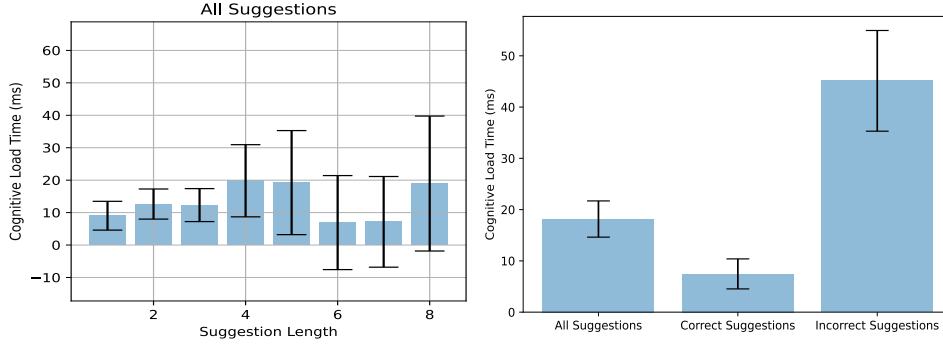 All Suggestions
Cognitive Load Time (ms)
60
50
40
30
20
10
0
−10
2
4
6
8
Suggestion Length
Cognitive Load Time (ms)
50
40
30
20
10
0
All Suggestions
Correct Suggestions
Incorrect Suggestions